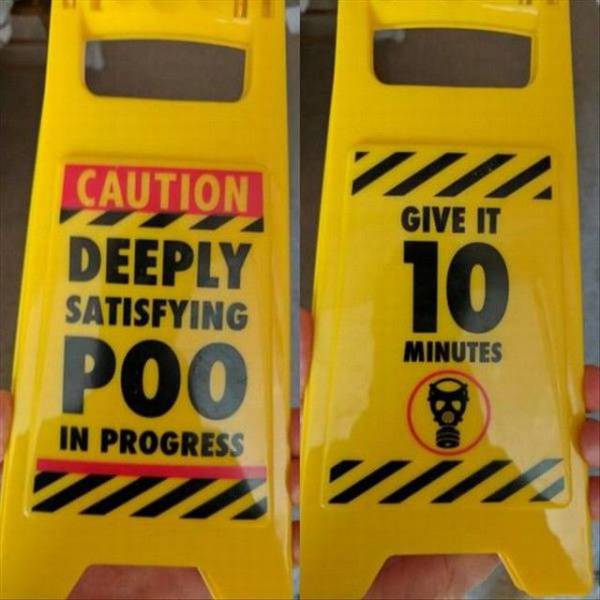 CAUTION
DEEPLY
SATISFYING
POO
IN PROGRESS
GIVE IT
10
MINUTES